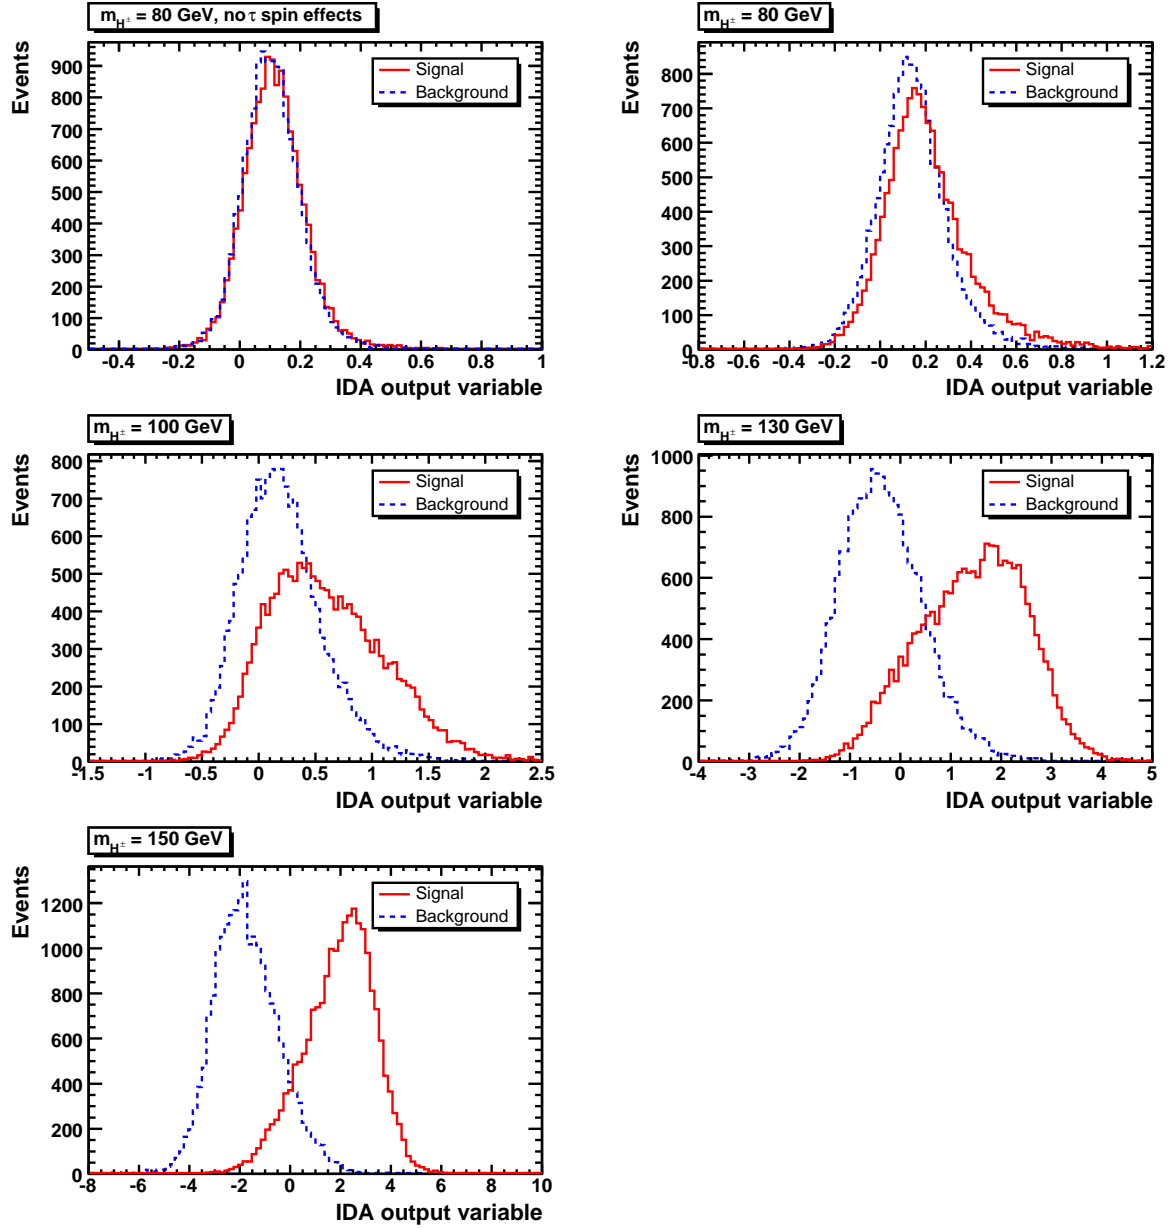 m_H± = 80 GeV, no τ spin effects
Events
900
800
700
600
500
400
300
200
100
0
-0.4 -0.2 0 0.2 0.4 0.6 0.8 1
IDA output variable
Signal
Background
m_H± = 80 GeV
Events
800
700
600
500
400
300
200
100
0
-0.8 -0.6 -0.4 -0.2 -0 0.2 0.4 0.6 0.8 1 1.2
IDA output variable
Signal
Background
m_H± = 100 GeV
Events
800
700
600
500
400
300
200
100
0
-1.5 -1 -0.5 0 0.5 1 1.5 2 2.5
IDA output variable
Signal
Background
m_H± = 130 GeV
Events
1000
800
600
400
200
0
-4 -3 -2 -1 0 1 2 3 4 5
IDA output variable
Signal
Background
m_H± = 150 GeV
Events
1200
1000
800
600
400
200
0
-8 -6 -4 -2 0 2 4 6 8 10
IDA output variable
Signal
Background